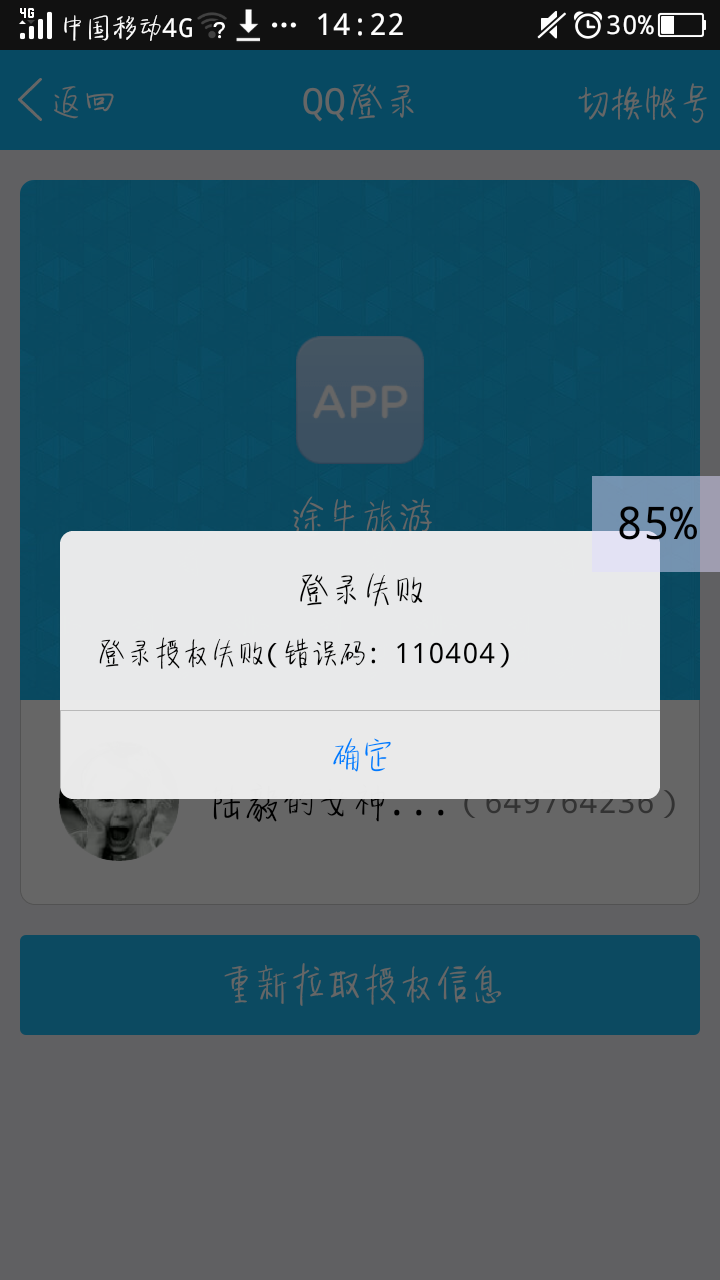 4G 中国移动4G ? ... 14:22 30%
返回 QQ登录 切换帐号
APP
途牛旅游
85%
登录失败
登录授权失败(错误码: 110404)
确定
陆毅的女神...(649764236)
重新拉取授权信息